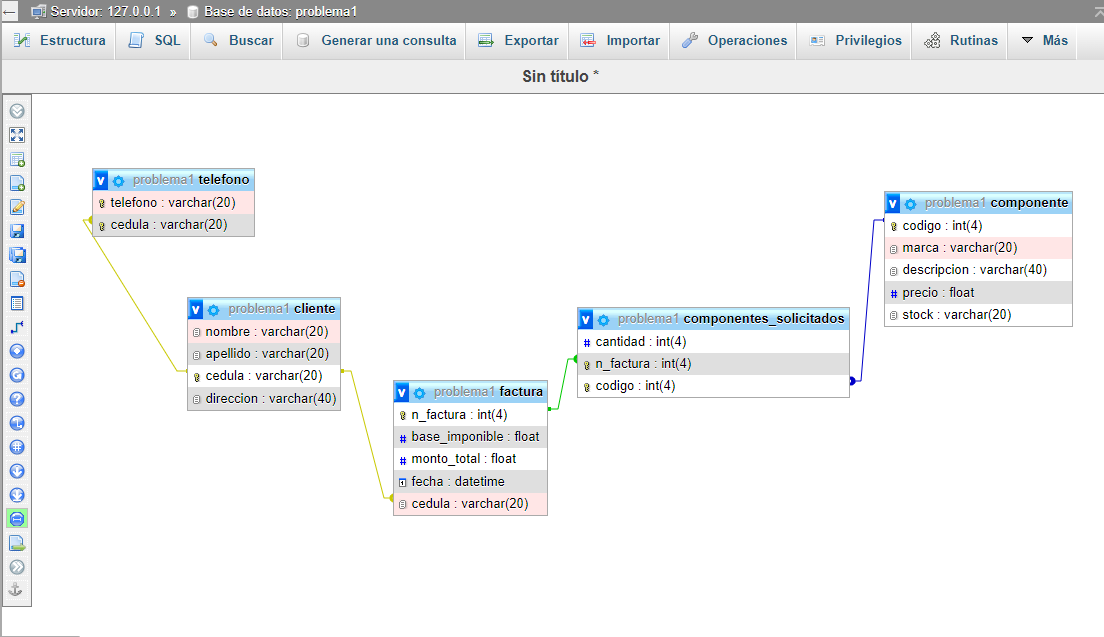 Servidor: 127.0.0.1 » Base de datos: problema1
Estructura SQL Buscar Generar una consulta Exportar Importar Operaciones Privilegios Rutinas Más
Sin título *
v problema1 telefono
telefono : varchar(20)
cedula : varchar(20)
v problema1 cliente
nombre : varchar(20)
apellido : varchar(20)
cedula : varchar(20)
direccion : varchar(40)
v problema1 factura
n_factura : int(4)
# base_imponible : float
# monto_total : float
fecha : datetime
cedula : varchar(20)
v problema1 componentes_solicitados
# cantidad : int(4)
n_factura : int(4)
codigo : int(4)
v problema1 componente
codigo : int(4)
marca : varchar(20)
descripcion : varchar(40)
# precio : float
stock : varchar(20)